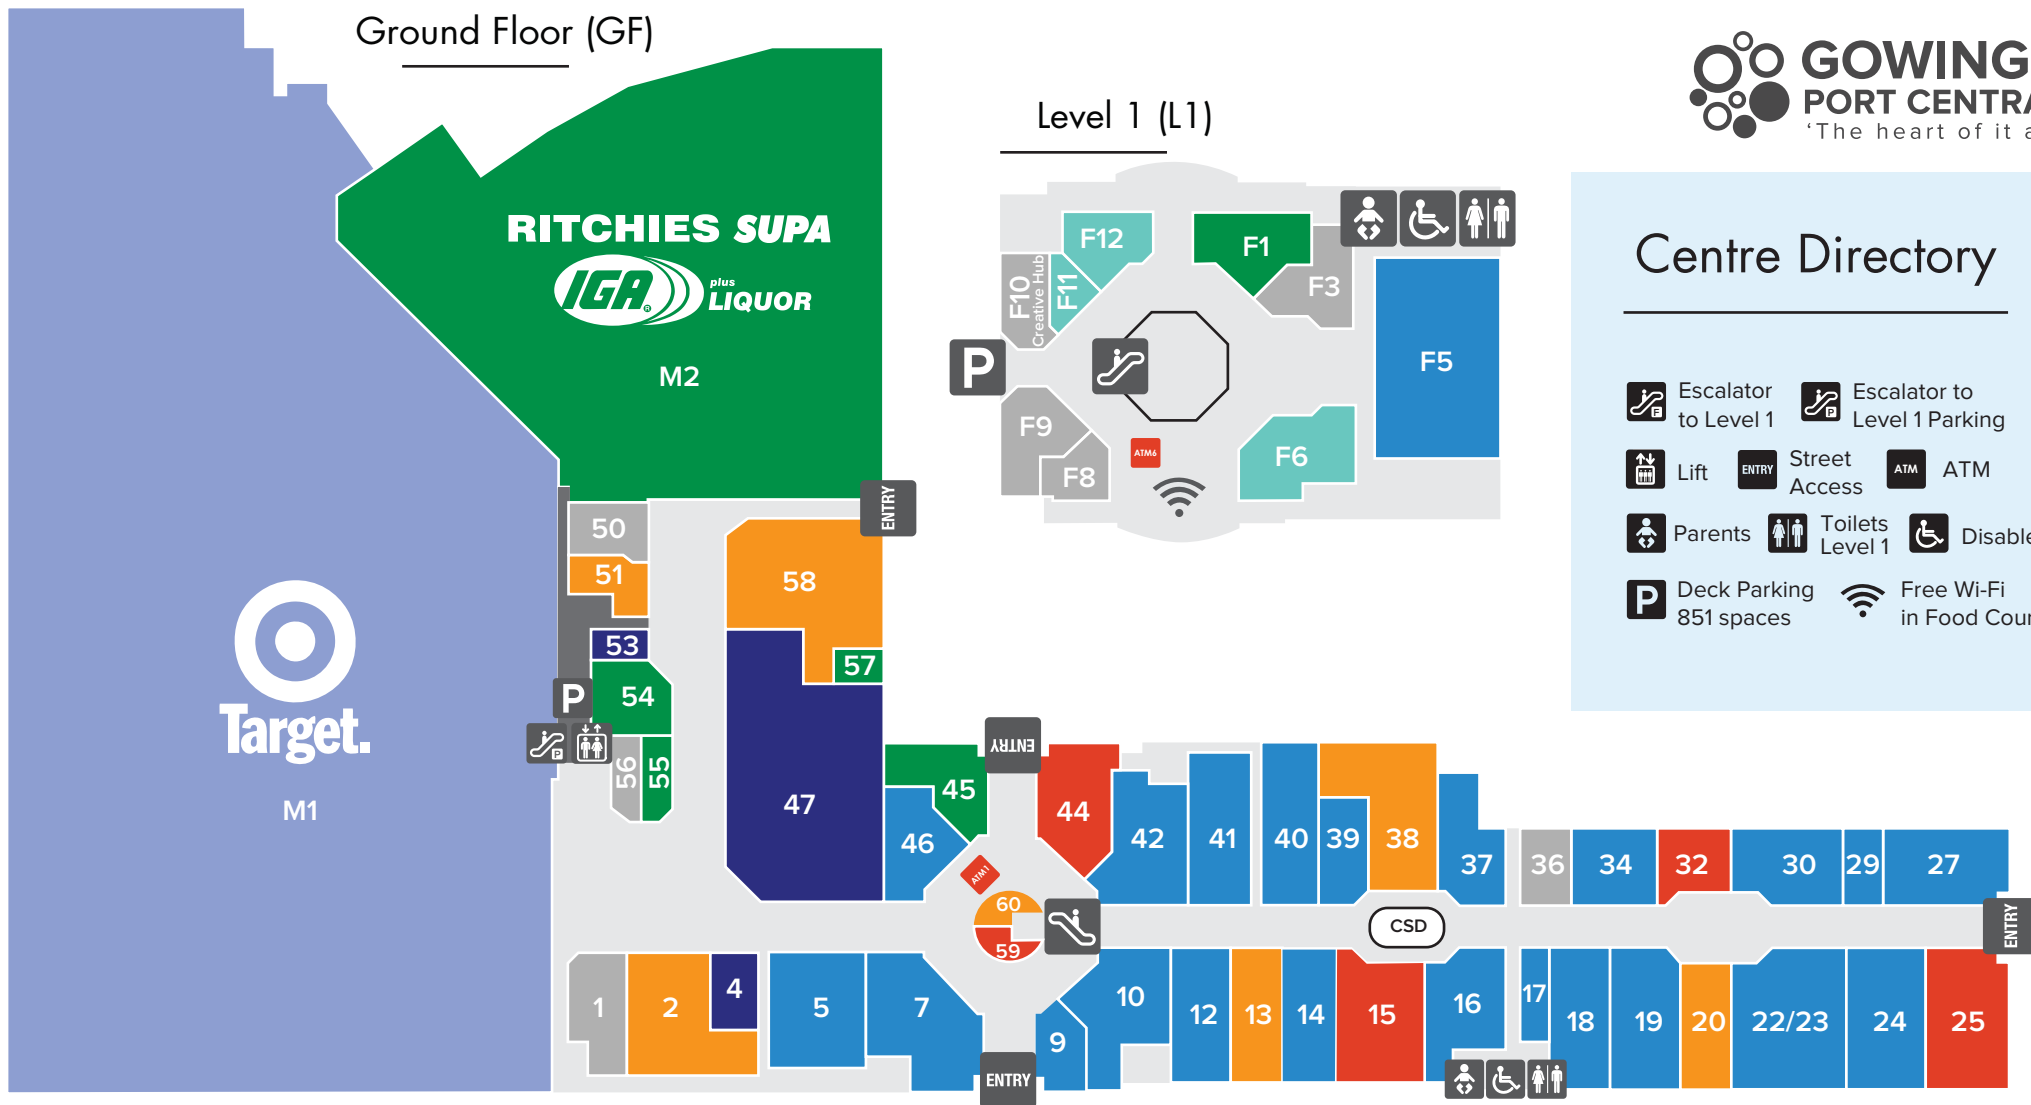 Ground Floor (GF)
Level 1 (L1)
GOWING
PORT CENTRA
'The heart of it a
RITCHIES SUPA
IGA
®
plus
LIQUOR
M2
F12
F1
F10
Creative Hub
F11
F3
P
F5
F9
F8
F6
ATM6
Centre Directory
F
Escalator
to Level 1
P
Escalator to
Level 1 Parking
Lift
ENTRY
Street
Access
ATM
ATM
Parents
Toilets
Level 1
Disable
P
Deck Parking
851 spaces
Free Wi-Fi
in Food Cour
ENTRY
50
51
58
53
57
54
P
P
56
55
Target.
M1
47
ENTRY
45
46
44
42
41
40
39
38
37
36
34
32
30
29
27
ATM 1
60
59
CSD
ENTRY
1
2
4
5
7
9
10
12
13
14
15
16
17
18
19
20
22/23
24
25
ENTRY